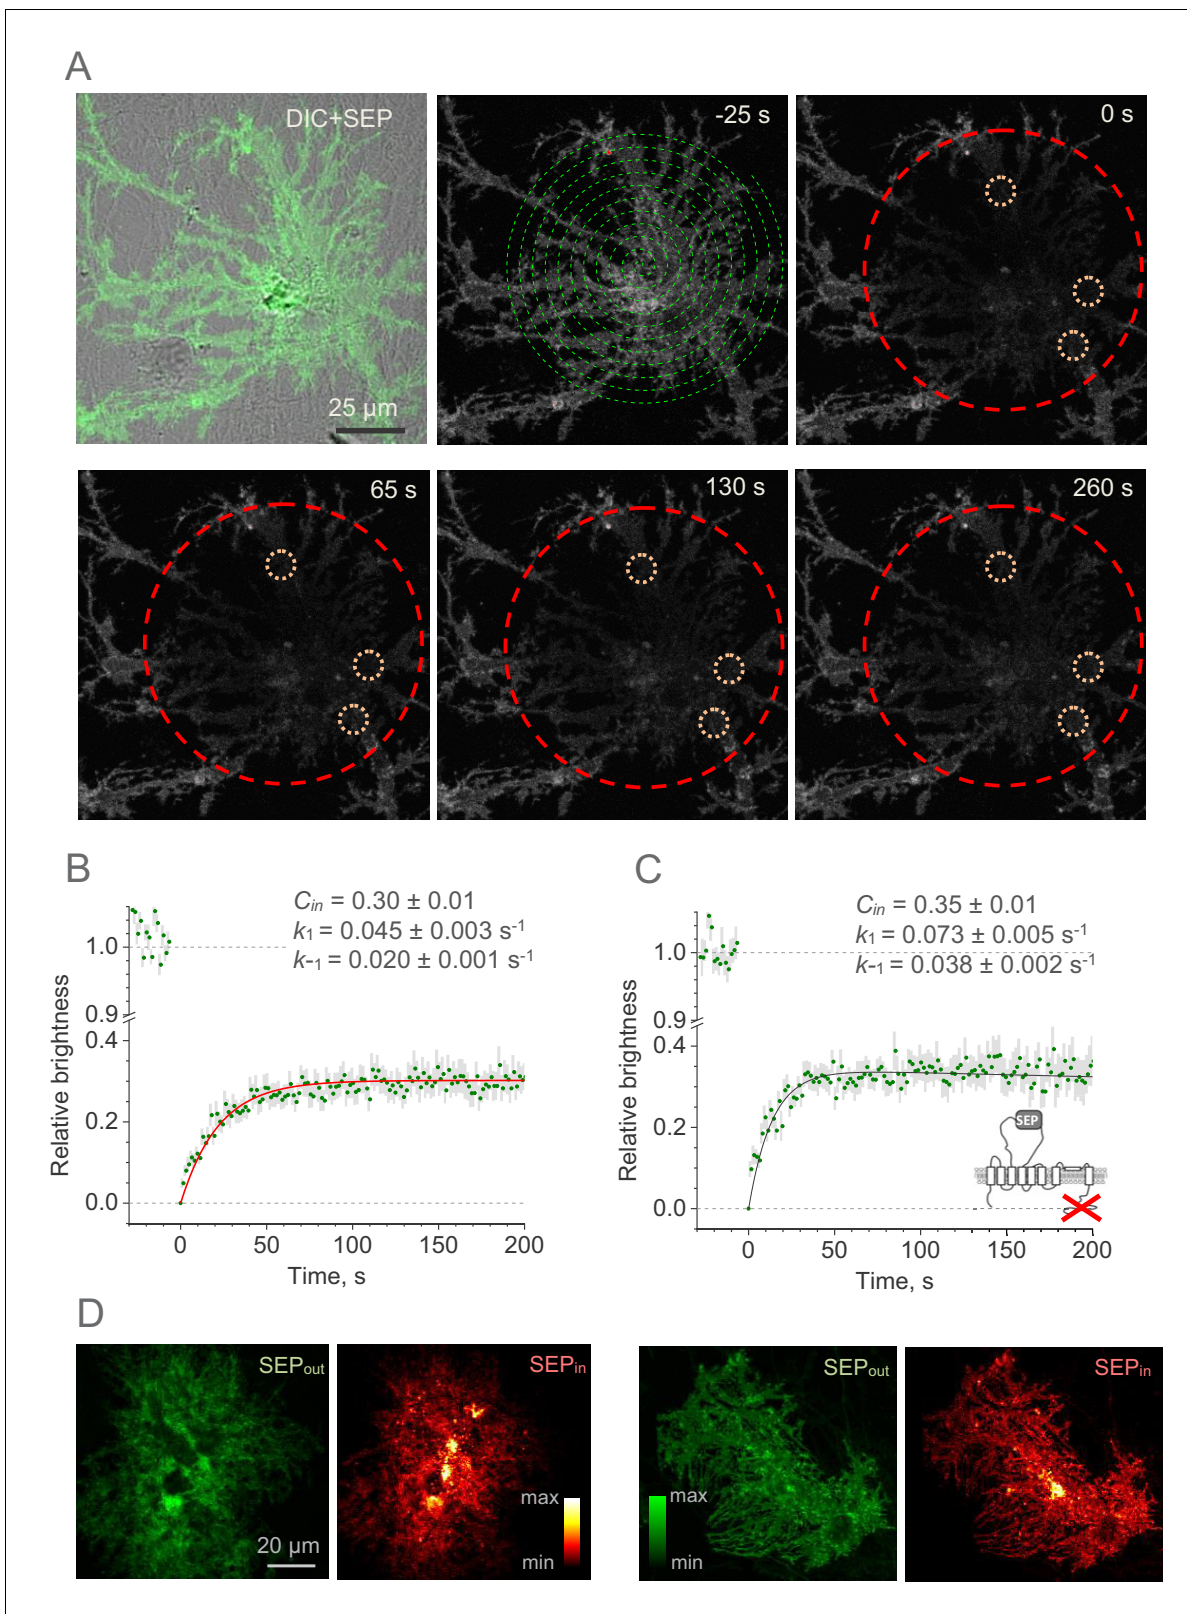 A
DIC+SEP
25 µm
-25 s
0 s
65 s
130 s
260 s
B
Cin = 0.30 ± 0.01
k1 = 0.045 ± 0.003 s-1
k-1 = 0.020 ± 0.001 s-1
Relative brightness
1.0
0.9
0.4
0.2
0.0
0 50 100 150 200
Time, s
C
Cin = 0.35 ± 0.01
k1 = 0.073 ± 0.005 s-1
k-1 = 0.038 ± 0.002 s-1
Relative brightness
1.0
0.9
0.4
0.2
0.0
SEP
0 50 100 150 200
Time, s
D
SEPout
20 µm
SEPin
max
min
SEPout
max
min
SEPin